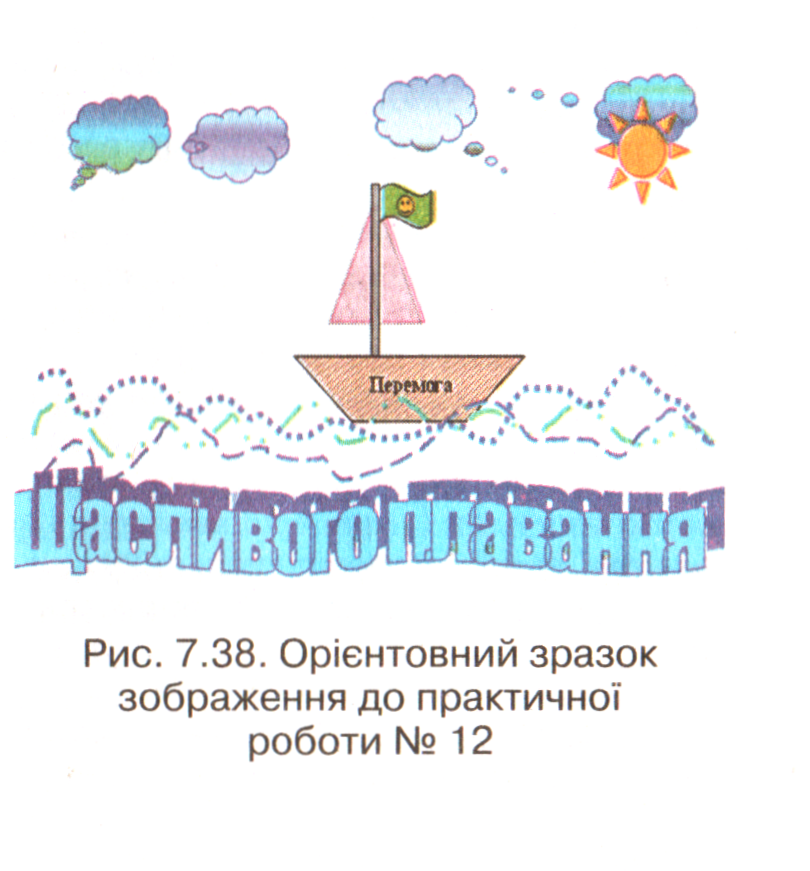 Перемога
Щасливого плавання
Рис. 7.38. Орієнтовний зразок
зображення до практичної
роботи № 12